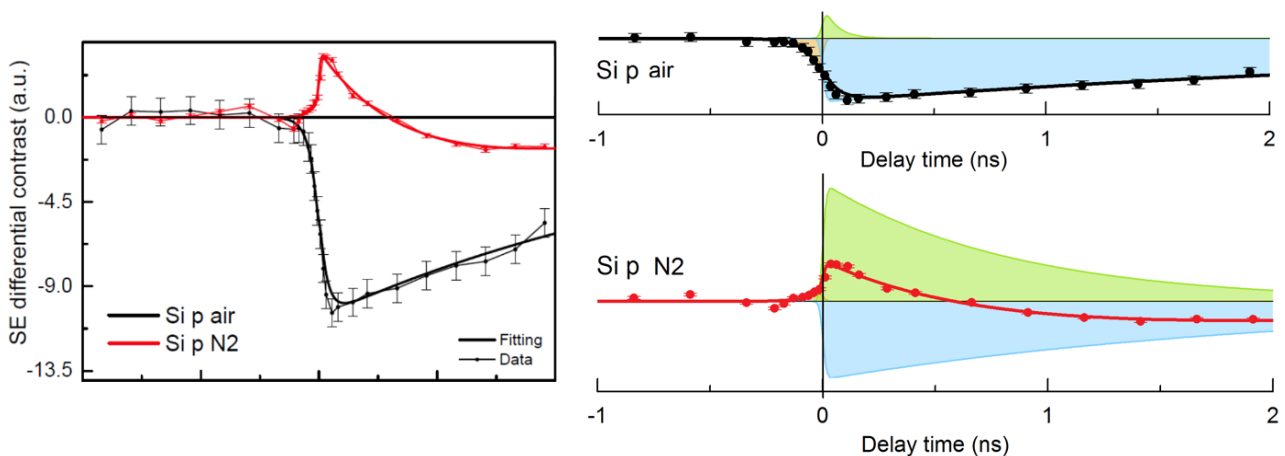 SE differential contrast (a.u.)
0.0
-4.5
-9.0
-13.5
Si p air
Si p N2
Fitting
Data
Si p air
-1 0 1 2
Delay time (ns)
Si p N2
-1 0 1 2
Delay time (ns)